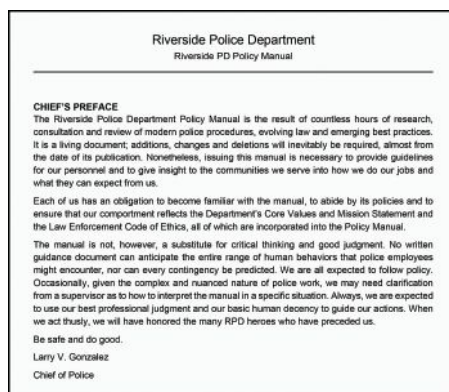 Riverside Police Department
Riverside PD Policy Manual
CHIEF'S PREFACE
The Riverside Police Department Policy Manual is the result of countless hours of research,
consultation and review of modern police procedures, evolving law and emerging best practices.
It is a living document; additions, changes and deletions will inevitably be required, almost from
the date of its publication. Nonetheless, issuing this manual is necessary to provide guidelines
for our personnel and to give insight to the communities we serve into how we do our jobs and
what they can expect from us.
Each of us has an obligation to become familiar with the manual, to abide by its policies and to
ensure that our comportment reflects the Department's Core Values and Mission Statement and
the Law Enforcement Code of Ethics, all of which are incorporated into the Policy Manual.
The manual is not, however, a substitute for critical thinking and good judgment. No written
guidance document can anticipate the entire range of human behaviors that police employees
might encounter, nor can every contingency be predicted. We are all expected to follow policy.
Occasionally, given the complex and nuanced nature of police work, we may need clarification
from a supervisor as to how to interpret the manual in a specific situation. Always, we are expected
to use our best professional judgment and our basic human decency to guide our actions. When
we act thusly, we will have honored the many RPD heroes who have preceded us.
Be safe and do good.
Larry V. Gonzalez
Chief of Police